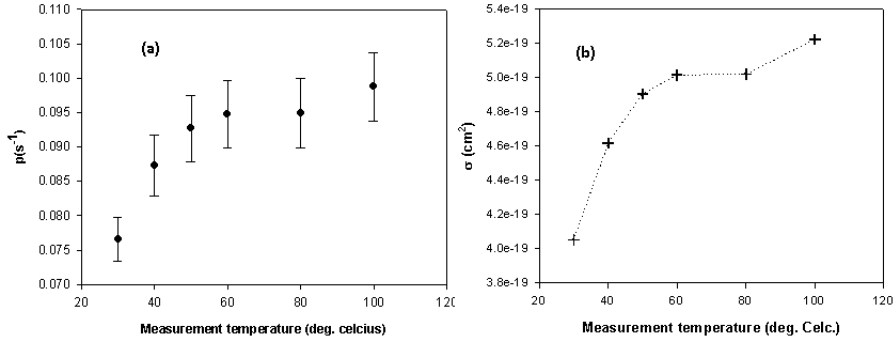 0.110
0.105
0.100
0.095
0.090
0.085
0.080
0.075
0.070
p(s⁻¹)
(a)
20 40 60 80 100 120
Measurement temperature (deg. celcius)
5.4e-19
5.2e-19
5.0e-19
4.8e-19
4.6e-19
4.4e-19
4.2e-19
4.0e-19
3.8e-19
σ (cm²)
(b)
20 40 60 80 100 120
Measurement temperature (deg. Celc.)